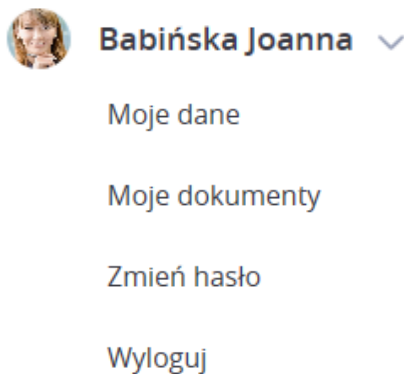 Babińska Joanna
Moje dane
Moje dokumenty
Zmień hasło
Wyloguj